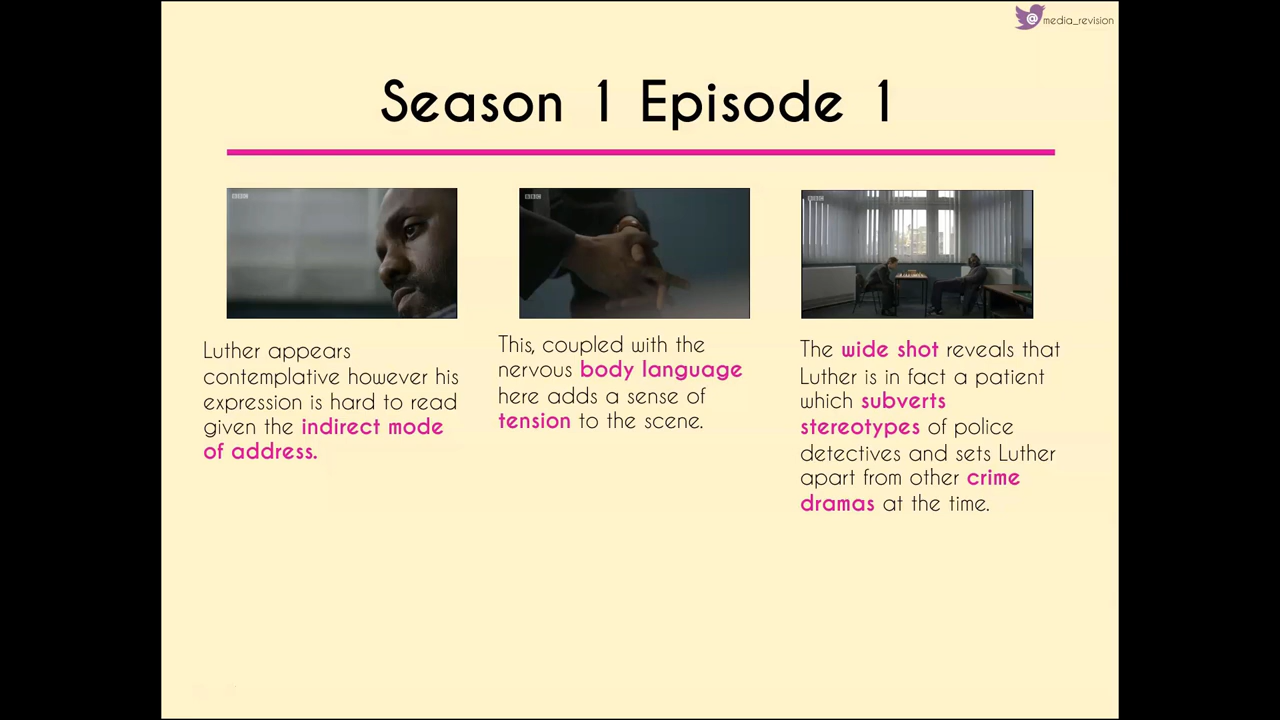 @media_revision
Season 1 Episode 1
BBC
BBC
BBC
Luther appears
contemplative however his
expression is hard to read
given the indirect mode
of address.
This, coupled with the
nervous body language
here adds a sense of
tension to the scene.
The wide shot reveals that
Luther is in fact a patient
which subverts
stereotypes of police
detectives and sets Luther
apart from other crime
dramas at the time.